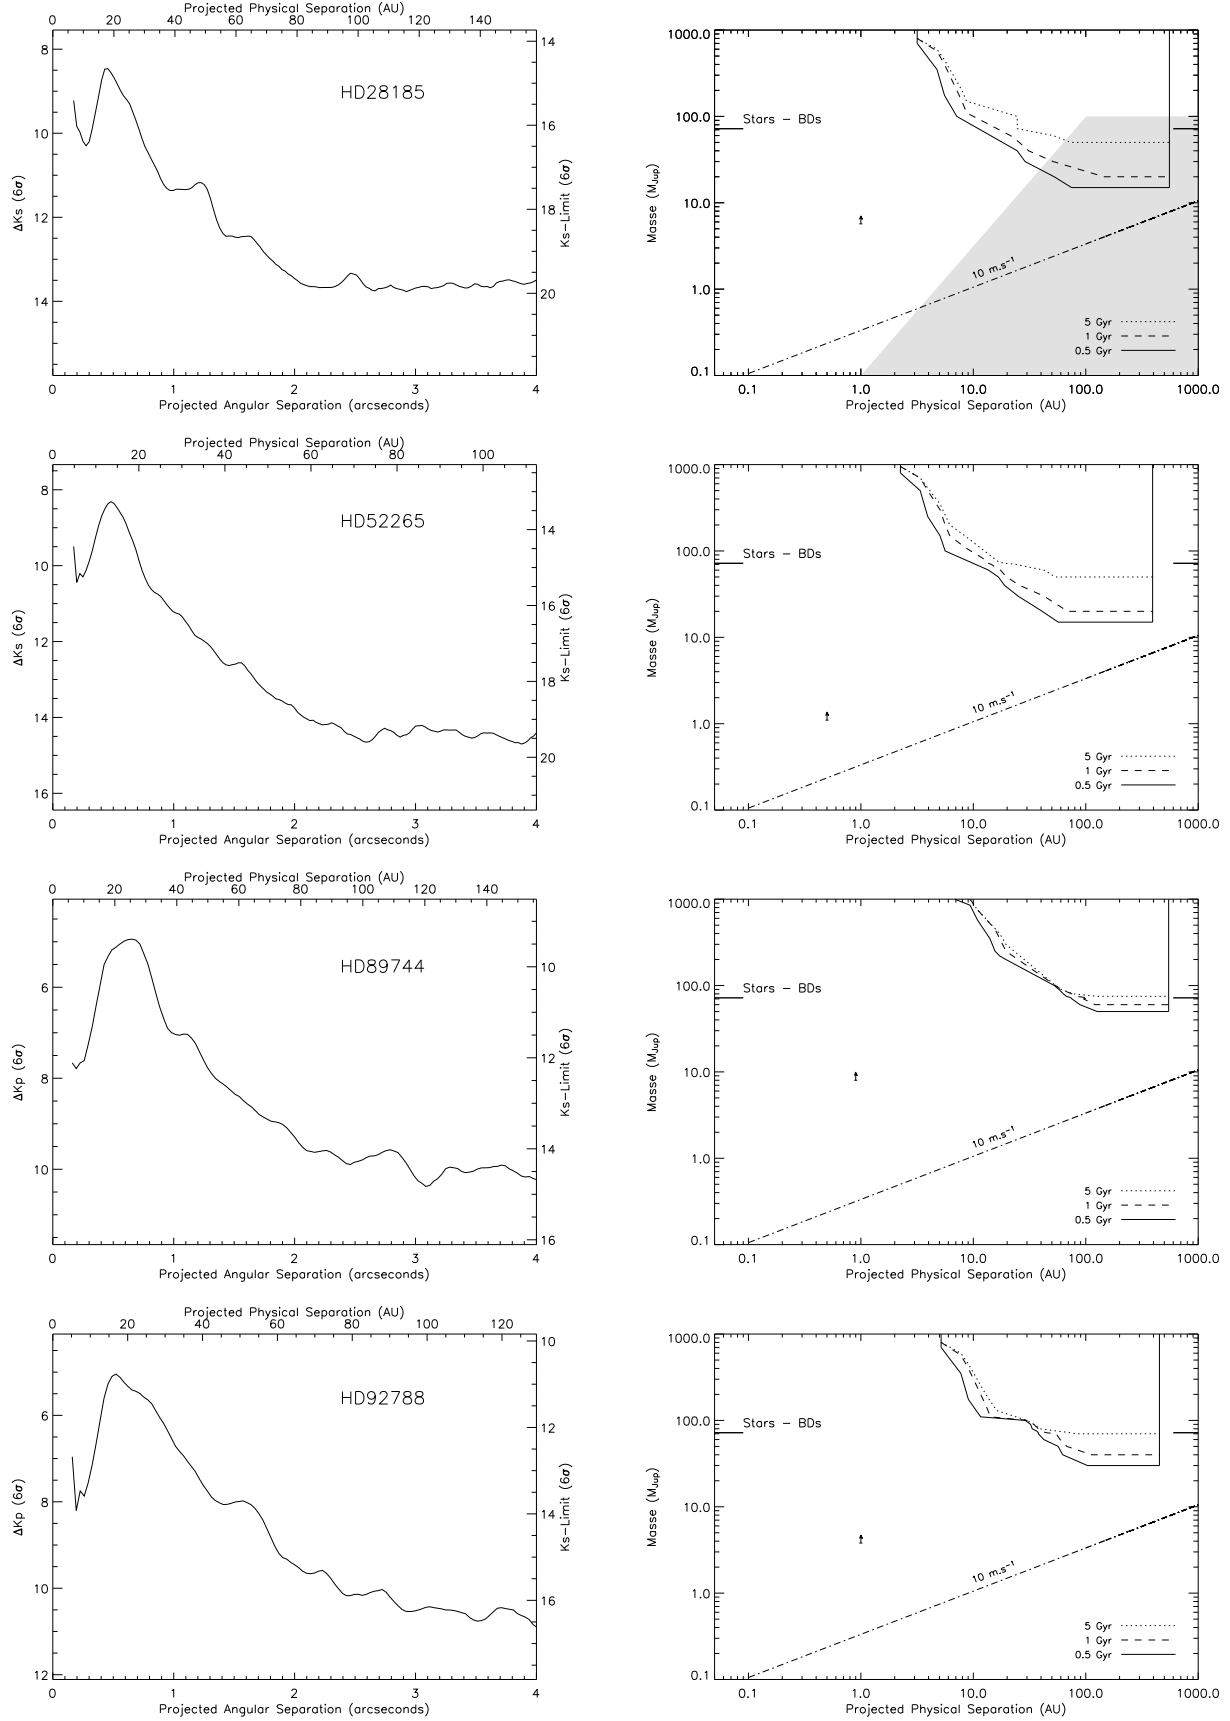 Projected Physical Separation (AU)
0 20 40 60 80 100 120 140
8
10
12
14
ΔKs (6σ)
HD28185
14
16
18
20
Ks-Limit (6σ)
0 1 2 3 4
Projected Angular Separation (arcseconds)
1000.0
100.0
10.0
1.0
0.1
Masse (MJup)
Stars - BDs
10 m.s⁻¹
5 Gyr
1 Gyr
0.5 Gyr
0.1 1.0 10.0 100.0 1000.0
Projected Physical Separation (AU)
Projected Physical Separation (AU)
0 20 40 60 80 100
8
10
12
14
16
ΔKs (6σ)
HD52265
14
16
18
20
Ks-Limit (6σ)
0 1 2 3 4
Projected Angular Separation (arcseconds)
1000.0
100.0
10.0
1.0
0.1
Masse (MJup)
Stars - BDs
10 m.s⁻¹
5 Gyr
1 Gyr
0.5 Gyr
0.1 1.0 10.0 100.0 1000.0
Projected Physical Separation (AU)
Projected Physical Separation (AU)
0 20 40 60 80 100 120 140
6
8
10
ΔKp (6σ)
HD89744
10
12
14
16
Ks-Limit (6σ)
0 1 2 3 4
Projected Angular Separation (arcseconds)
1000.0
100.0
10.0
1.0
0.1
Masse (MJup)
Stars - BDs
10 m.s⁻¹
5 Gyr
1 Gyr
0.5 Gyr
0.1 1.0 10.0 100.0 1000.0
Projected Physical Separation (AU)
Projected Physical Separation (AU)
0 20 40 60 80 100 120
6
8
10
12
ΔKp (6σ)
HD92788
10
12
14
16
Ks-Limit (6σ)
0 1 2 3 4
Projected Angular Separation (arcseconds)
1000.0
100.0
10.0
1.0
0.1
Masse (MJup)
Stars - BDs
10 m.s⁻¹
5 Gyr
1 Gyr
0.5 Gyr
0.1 1.0 10.0 100.0 1000.0
Projected Physical Separation (AU)